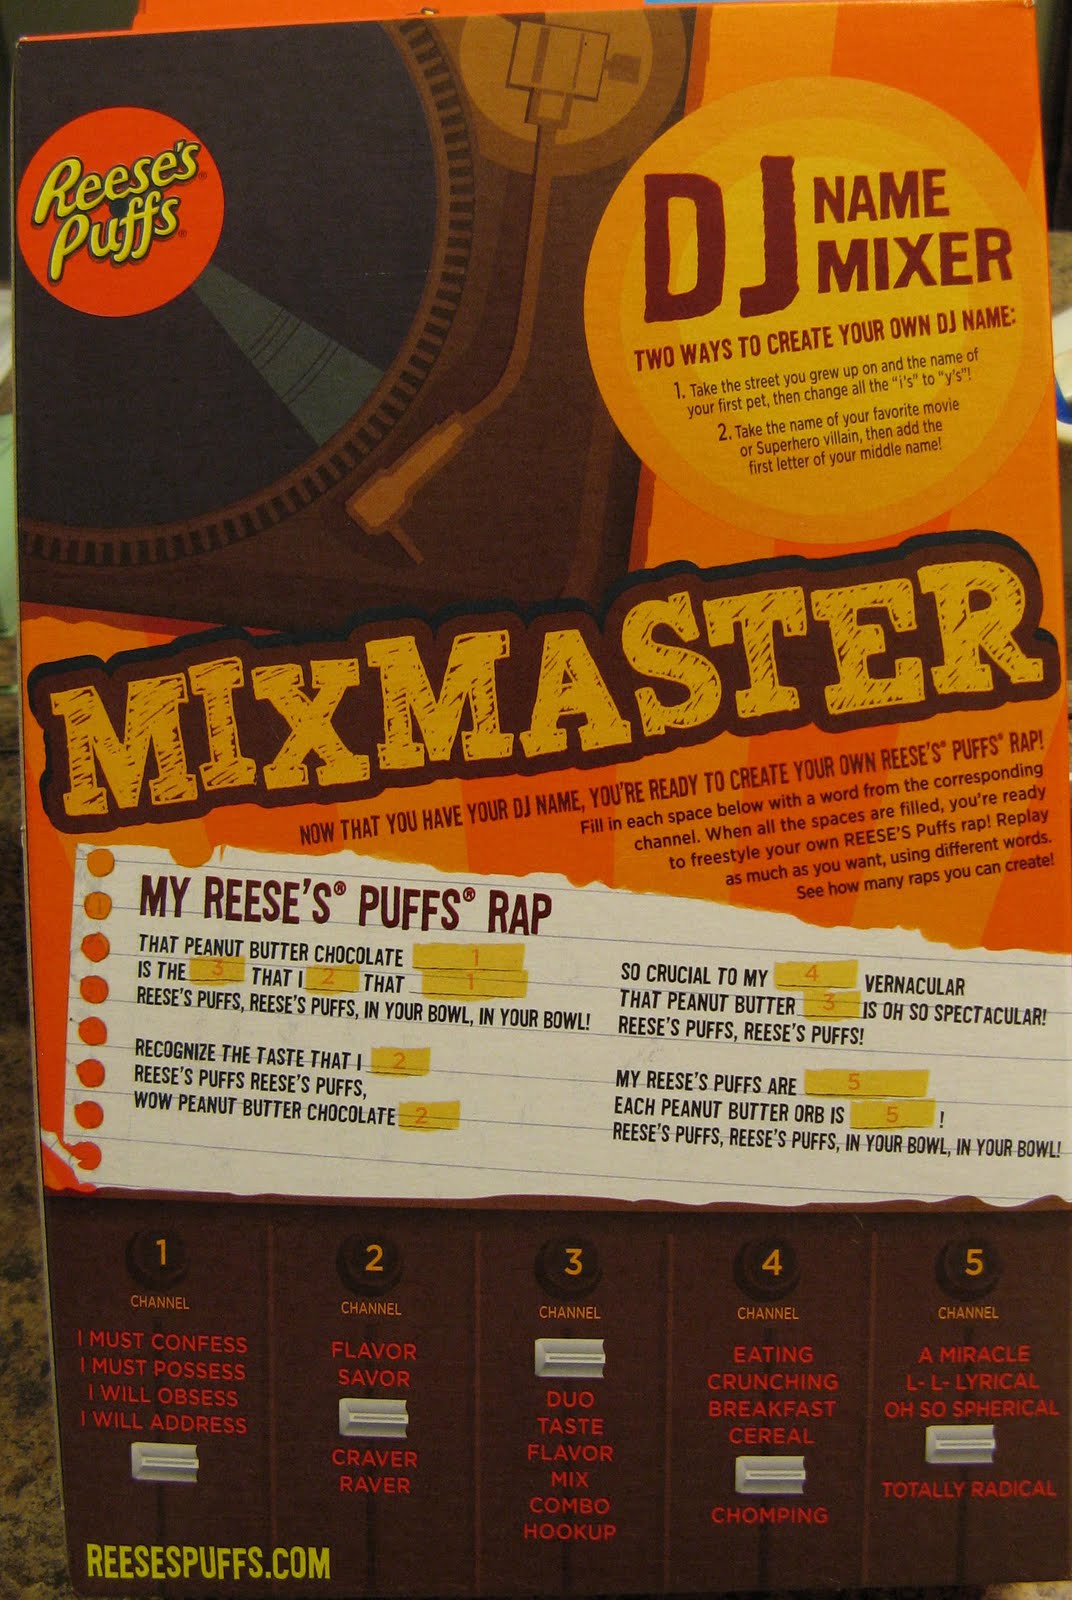 Reese's®
Puffs®
DJ NAME
MIXER
TWO WAYS TO CREATE YOUR OWN DJ NAME:
1. Take the street you grew up on and the name of
your first pet, then change all the "i's" to "y's"!
2. Take the name of your favorite movie
or Superhero villain, then add the
first letter of your middle name!
MIXMASTER
NOW THAT YOU HAVE YOUR DJ NAME, YOU'RE READY TO CREATE YOUR OWN REESE'S® PUFFS® RAP!
Fill in each space below with a word from the corresponding
channel. When all the spaces are filled, you're ready
to freestyle your own REESE'S Puffs rap! Replay
as much as you want, using different words.
See how many raps you can create!
MY REESE'S® PUFFS® RAP
THAT PEANUT BUTTER CHOCOLATE 1
IS THE 3 THAT I 2 THAT 1
REESE'S PUFFS, REESE'S PUFFS, IN YOUR BOWL, IN YOUR BOWL!
RECOGNIZE THE TASTE THAT I 2
REESE'S PUFFS REESE'S PUFFS,
WOW PEANUT BUTTER CHOCOLATE 2
SO CRUCIAL TO MY 4 VERNACULAR
THAT PEANUT BUTTER 3 IS OH SO SPECTACULAR!
REESE'S PUFFS, REESE'S PUFFS!
MY REESE'S PUFFS ARE 5
EACH PEANUT BUTTER ORB IS 5 !
REESE'S PUFFS, REESE'S PUFFS, IN YOUR BOWL, IN YOUR BOWL!
1
CHANNEL
I MUST CONFESS
I MUST POSSESS
I WILL OBSESS
I WILL ADDRESS
2
CHANNEL
FLAVOR
SAVOR
CRAVER
RAVER
3
CHANNEL
DUO
TASTE
FLAVOR
MIX
COMBO
HOOKUP
4
CHANNEL
EATING
CRUNCHING
BREAKFAST
CEREAL
CHOMPING
5
CHANNEL
A MIRACLE
L- L- LYRICAL
OH SO SPHERICAL
TOTALLY RADICAL
REESESPUFFS.COM